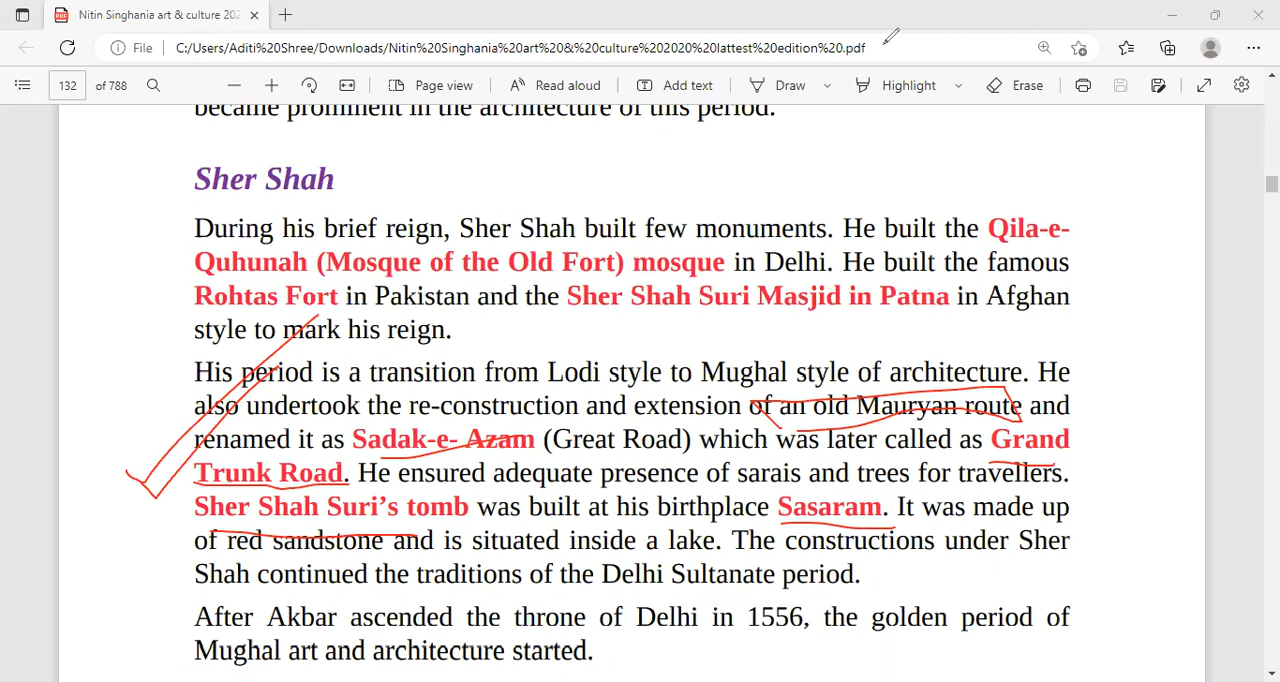 Nitin Singhania art & culture 202
File C:/Users/Aditi%20Shree/Downloads/Nitin%20Singhania%20art%20&%20culture%202020%20lattest%20edition%20.pdf
132 of 788 Page view Read aloud Add text Draw Highlight Erase
became prominent in the architecture of this period.
Sher Shah
During his brief reign, Sher Shah built few monuments. He built the Qila-e-
Quhunah (Mosque of the Old Fort) mosque in Delhi. He built the famous
Rohtas Fort in Pakistan and the Sher Shah Suri Masjid in Patna in Afghan
style to mark his reign.
His period is a transition from Lodi style to Mughal style of architecture. He
also undertook the re-construction and extension of an old Mauryan route and
renamed it as Sadak-e- Azam (Great Road) which was later called as Grand
Trunk Road. He ensured adequate presence of sarais and trees for travellers.
Sher Shah Suri’s tomb was built at his birthplace Sasaram. It was made up
of red sandstone and is situated inside a lake. The constructions under Sher
Shah continued the traditions of the Delhi Sultanate period.
After Akbar ascended the throne of Delhi in 1556, the golden period of
Mughal art and architecture started.